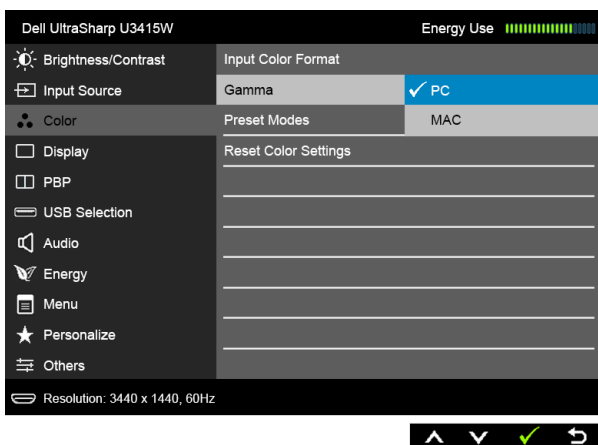 Dell UltraSharp U3415W Energy Use
Brightness/Contrast Input Color Format
Input Source Gamma PC
Color Preset Modes MAC
Display Reset Color Settings
PBP
USB Selection
Audio
Energy
Menu
Personalize
Others
Resolution: 3440 x 1440, 60Hz